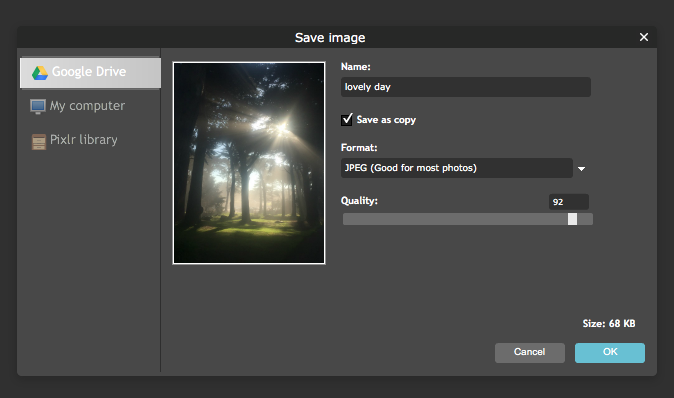 Save image
Google Drive
My computer
Pixlr library
Name:
lovely day
Save as copy
Format:
JPEG (Good for most photos)
Quality:
92
Size: 68 KB
Cancel
OK